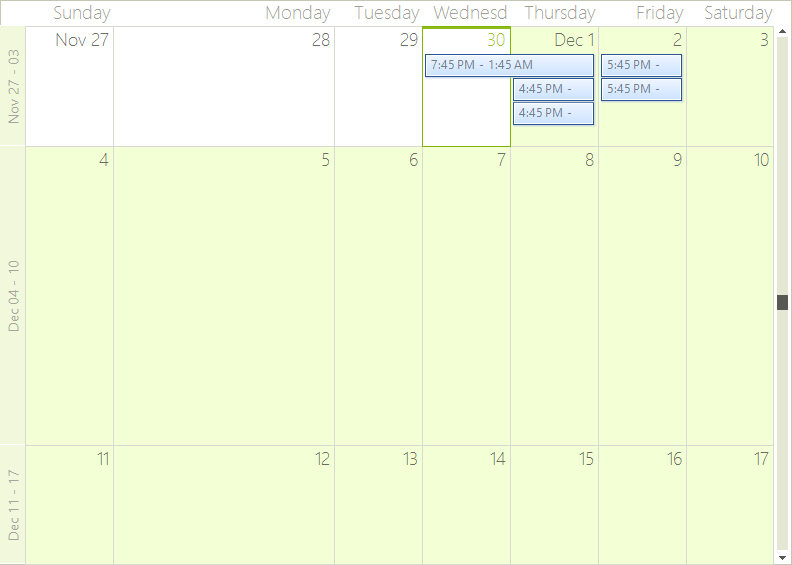 Sunday Monday Tuesday Wednesd Thursday Friday Saturday
Nov 27 - 03
Nov 27 28 29 30 Dec 1 2 3
7:45 PM - 1:45 AM 5:45 PM -
4:45 PM - 5:45 PM -
4:45 PM -
Dec 04 - 10
4 5 6 7 8 9 10
Dec 11 - 17
11 12 13 14 15 16 17